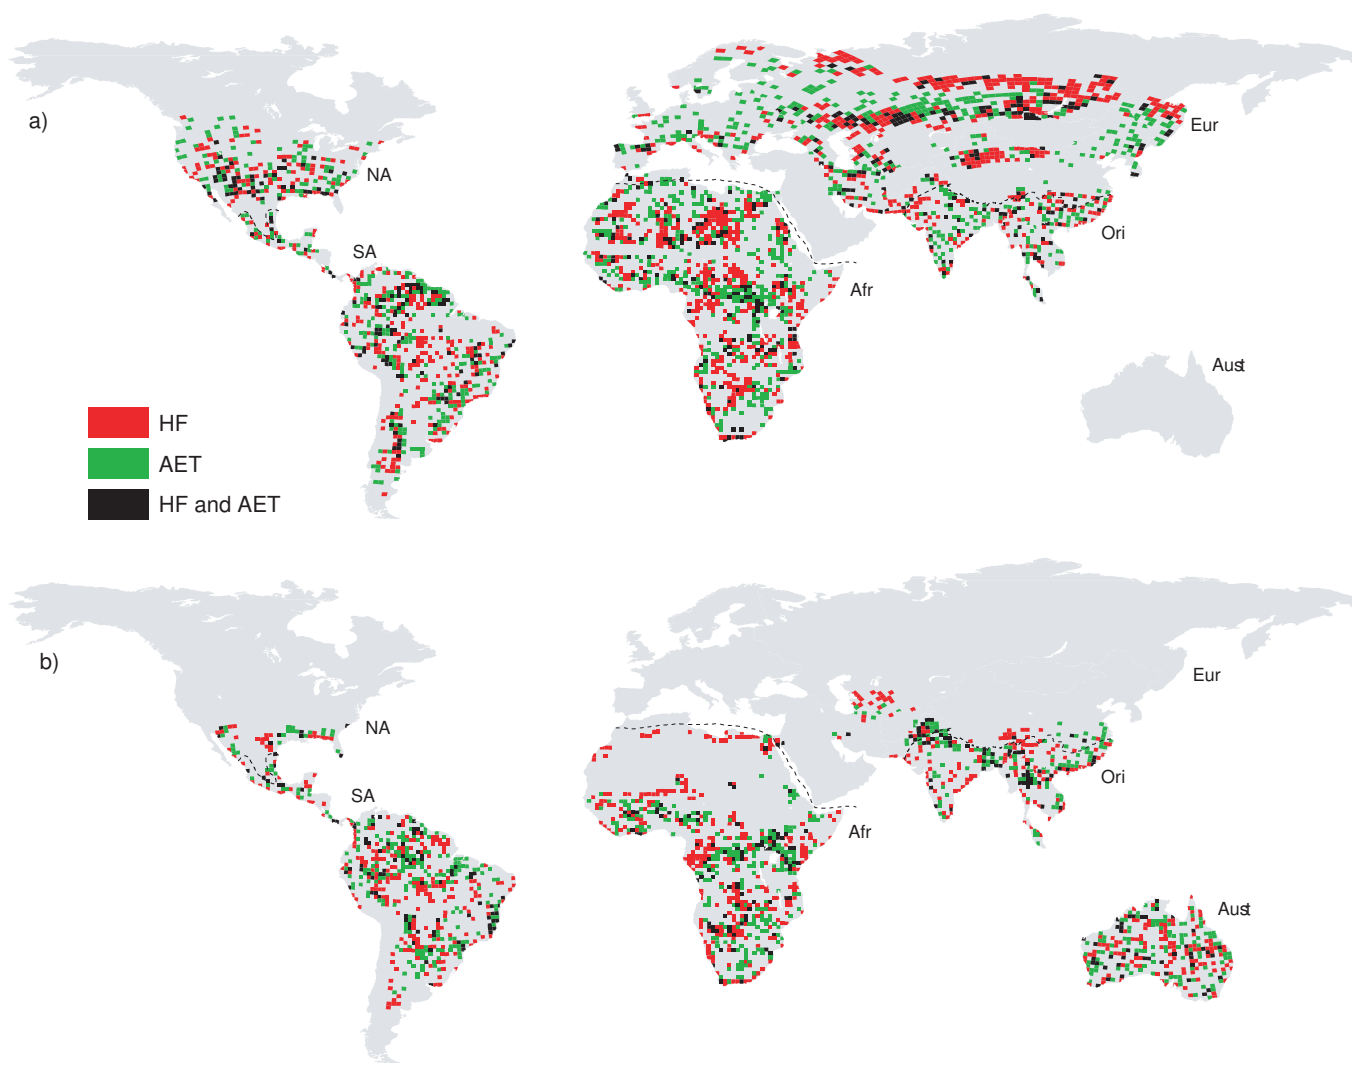 a)
Eur
NA
Ori
SA
Afr
Aust
HF
AET
HF and AET
b)
Eur
NA
Ori
SA
Afr
Aust